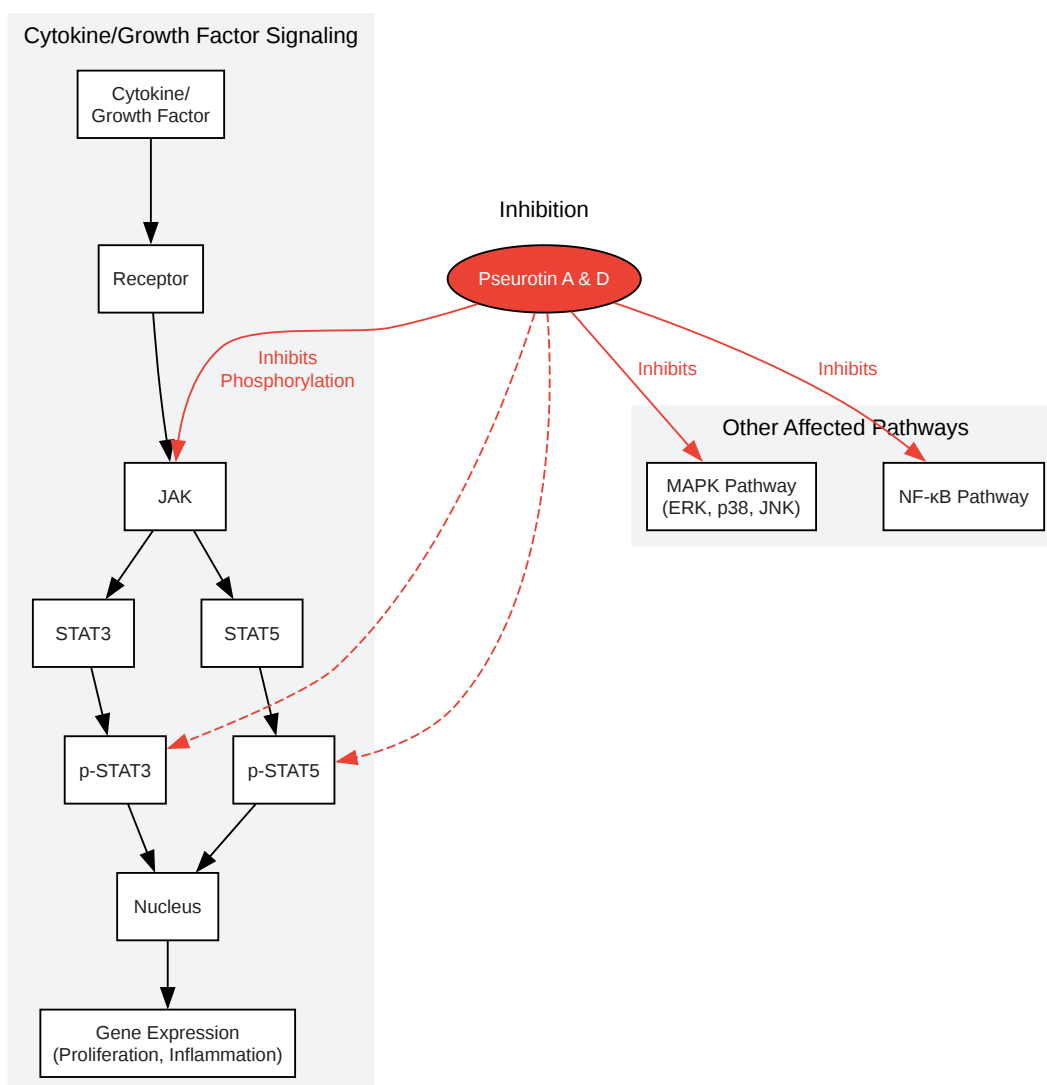 Cytokine/Growth Factor Signaling
Cytokine/
Growth Factor
Receptor
Inhibition
Pseurotin A & D
Inhibits
Phosphorylation
Inhibits
Inhibits
Other Affected Pathways
JAK
MAPK Pathway
(ERK, p38, JNK)
NF-κB Pathway
STAT3
STAT5
p-STAT3
p-STAT5
Nucleus
Gene Expression
(Proliferation, Inflammation)